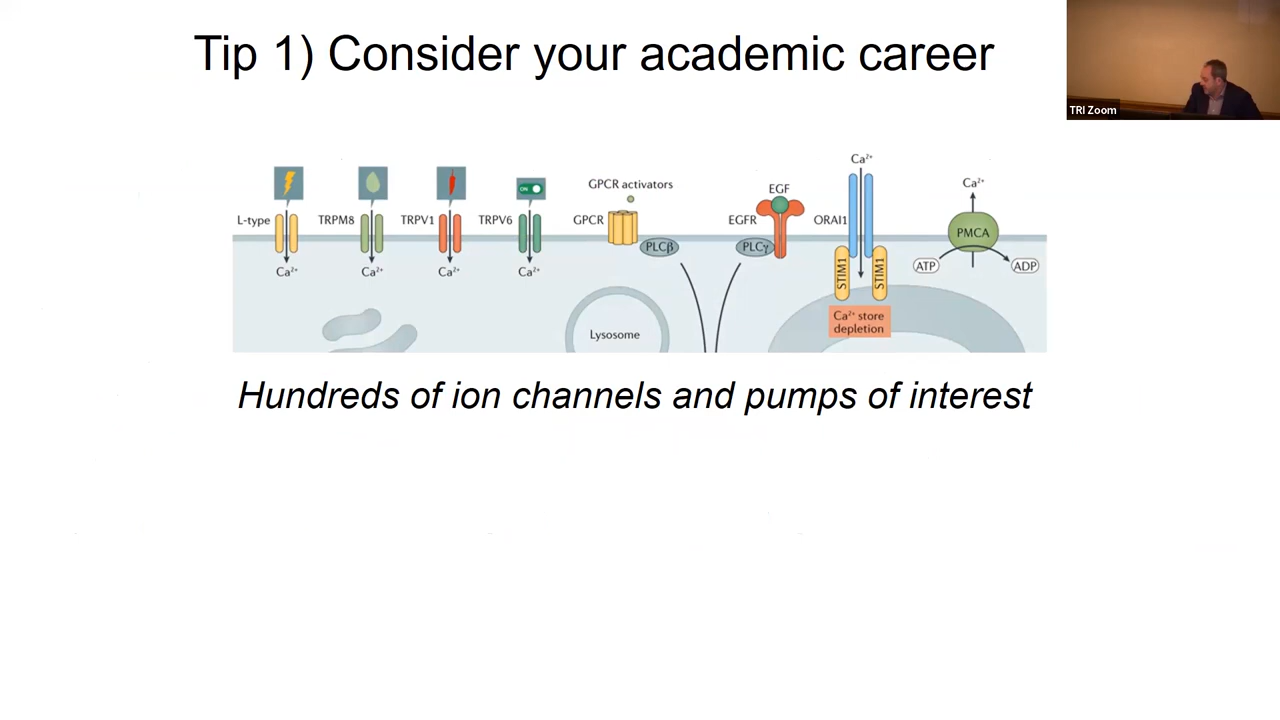 Tip 1) Consider your academic career
TRI Zoom
Ca²⁺
GPCR activators
EGF
Ca²⁺
ON
L-type
TRPM8
TRPV1
TRPV6
GPCR
EGFR
ORAI1
PMCA
PLCβ
PLCγ
Ca²⁺
Ca²⁺
Ca²⁺
Ca²⁺
STIM1
STIM1
ATP
ADP
Ca²⁺ store
depletion
Lysosome
Hundreds of ion channels and pumps of interest